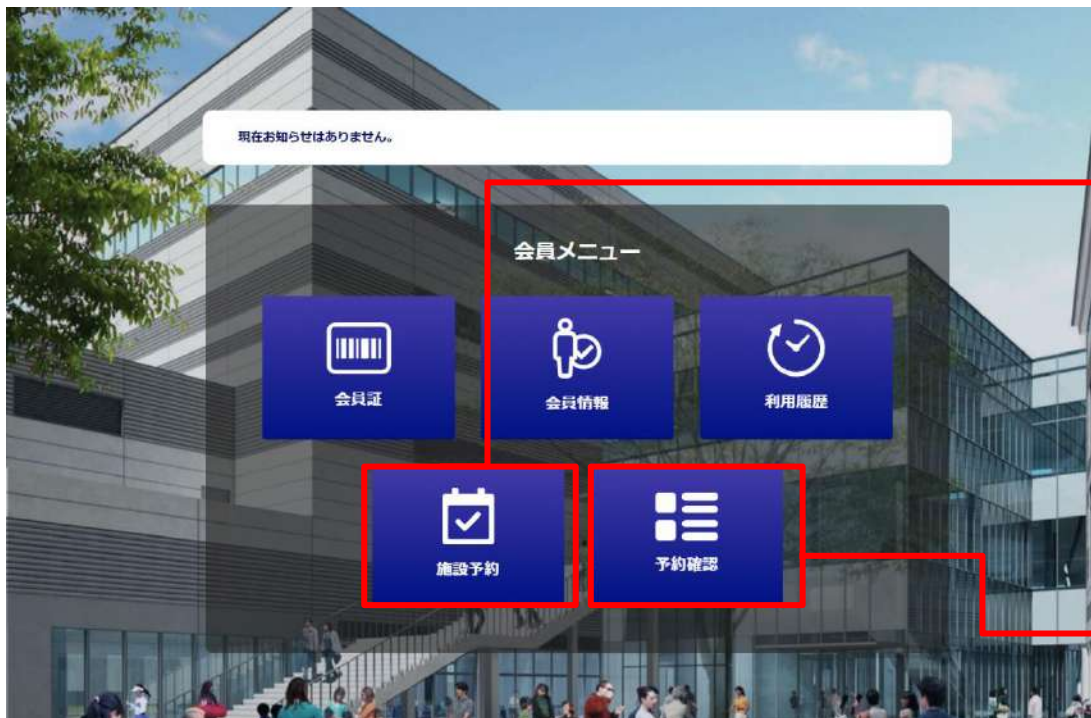 現在お知らせはありません。
会員メニュー
会員証
会員情報
利用履歴
施設予約
予約確認